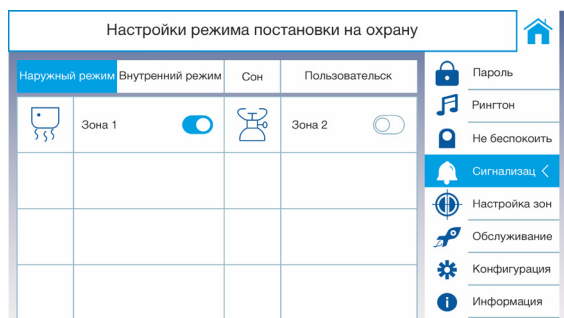 Настройки режима постановки на охрану
Наружный режим Внутренний режим Сон Пользовательск
Зона 1 Зона 2
Пароль
Рингтон
Не беспокоить
Сигнализац
Настройка зон
Обслуживание
Конфигурация
Информация